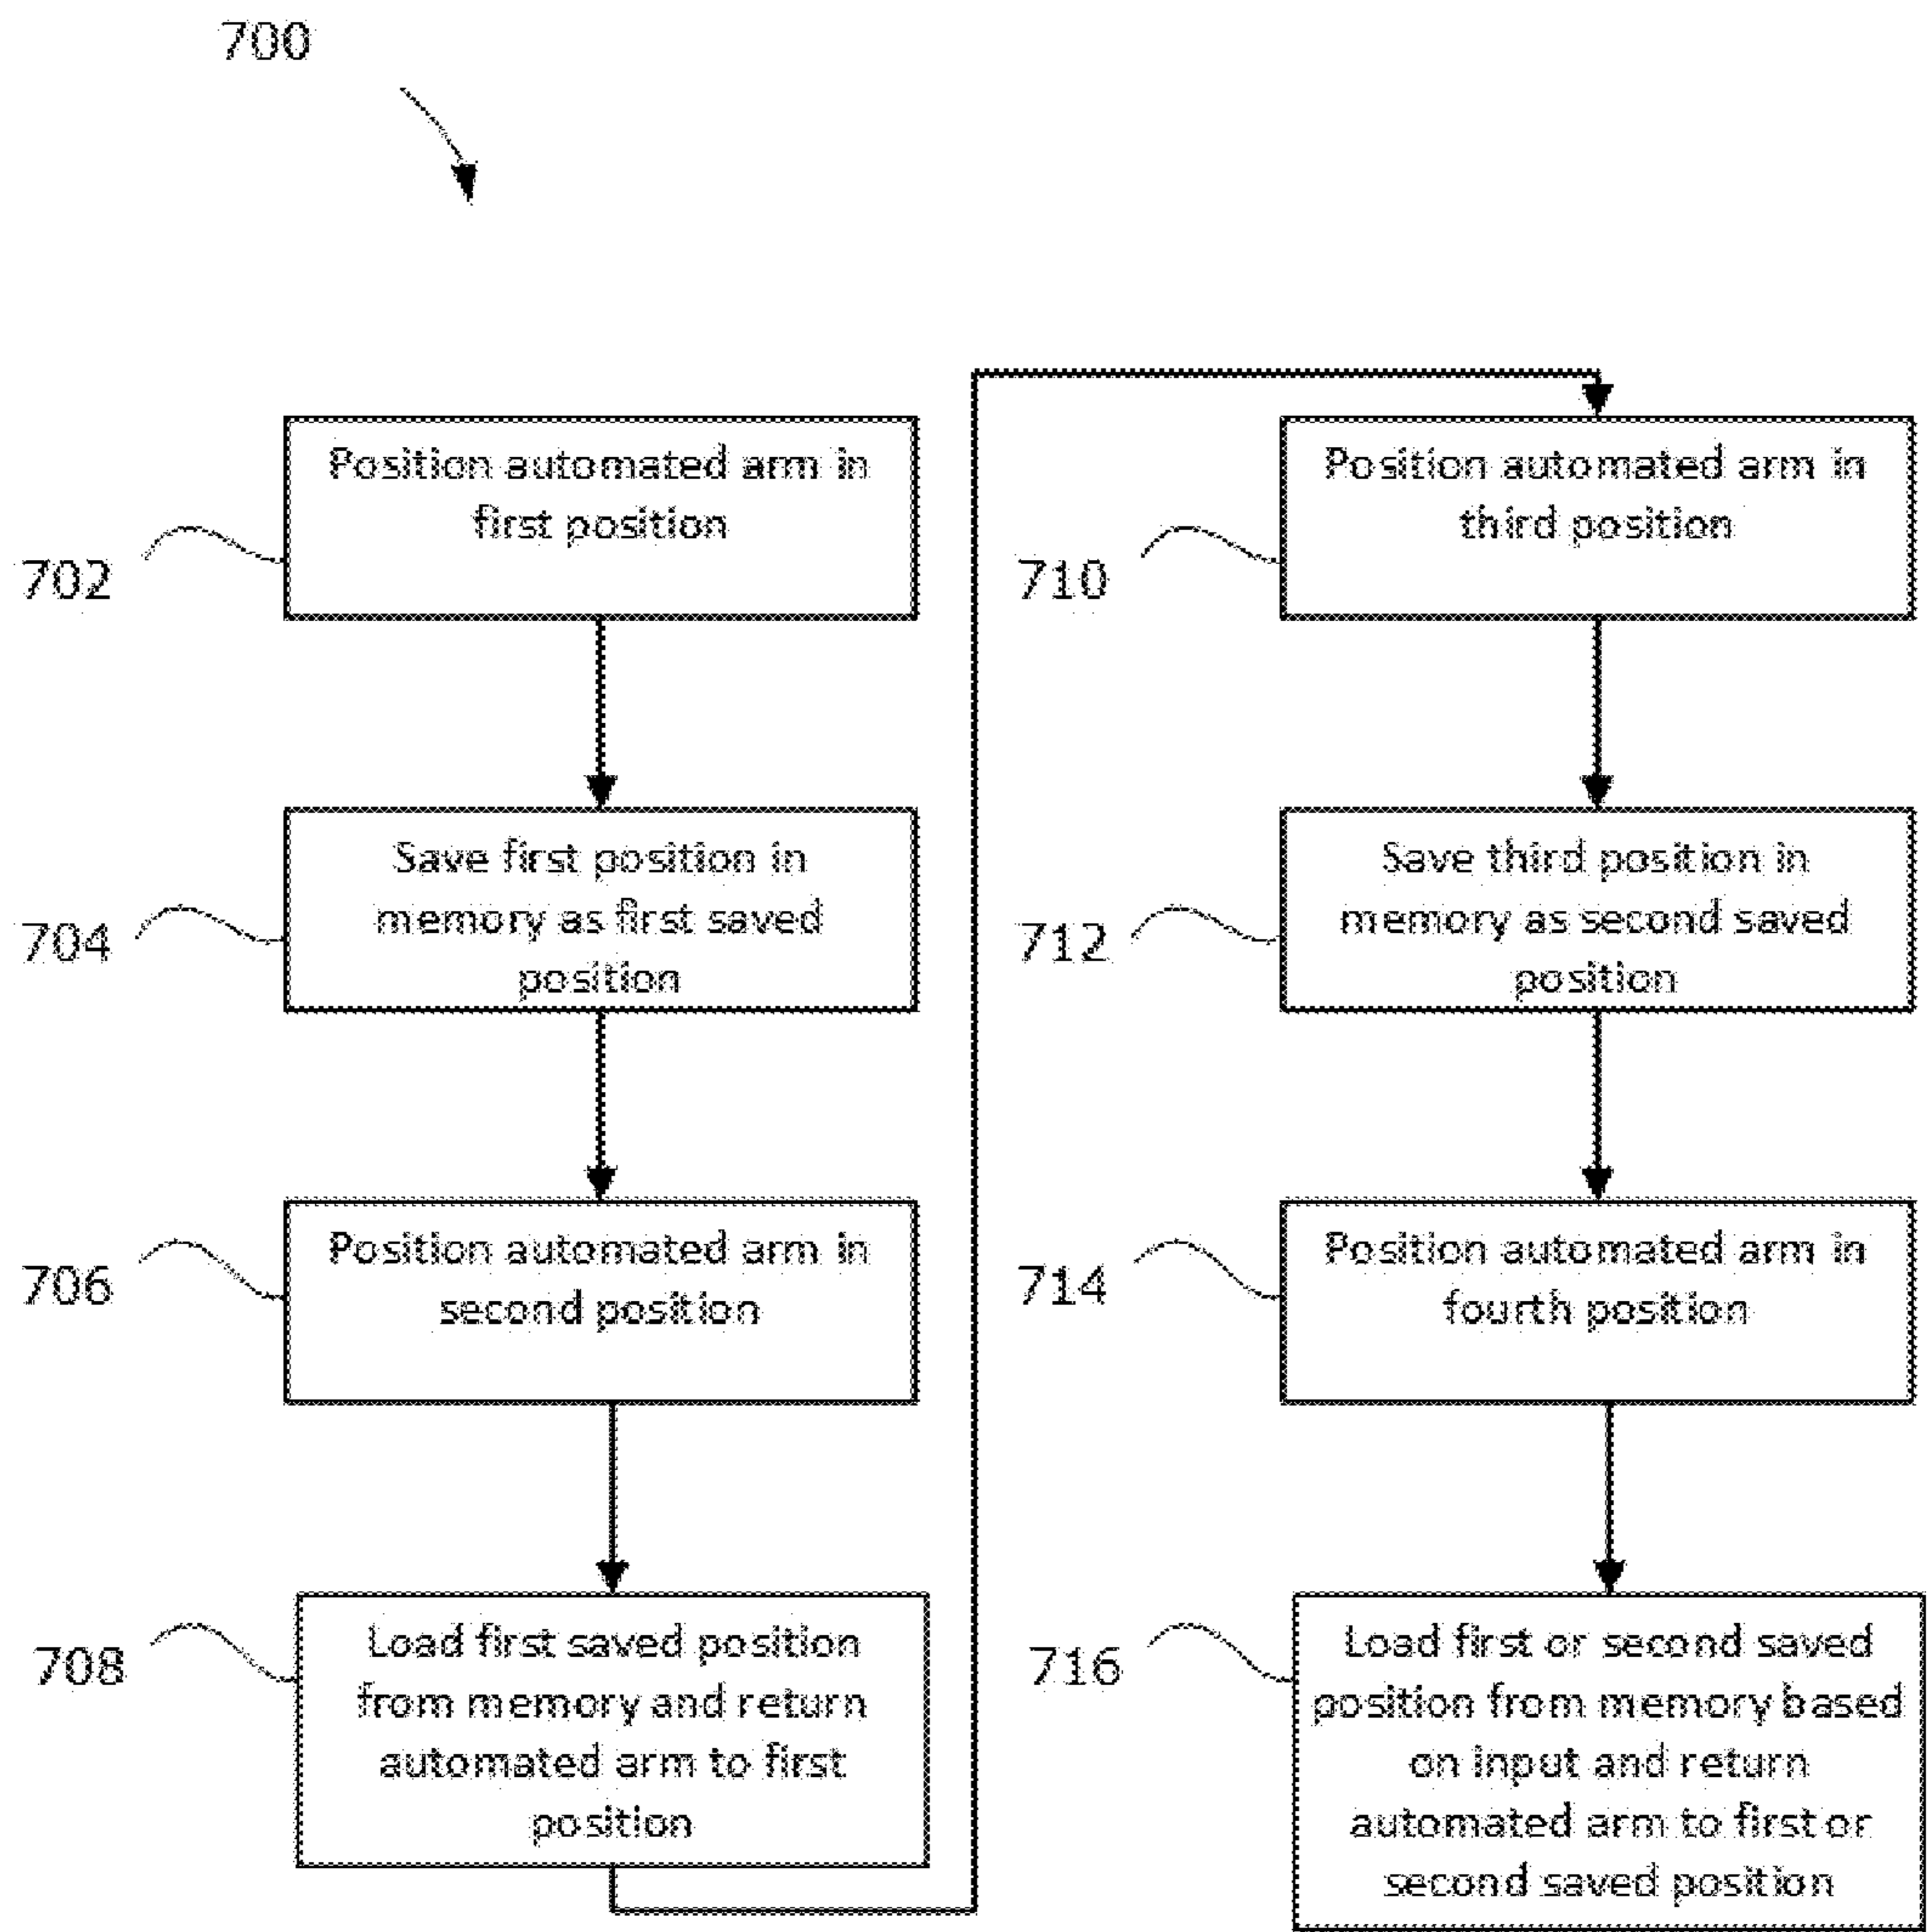 700
702
Position automated arm in
first position
704
Save first position in
memory as first saved
position
706
Position automated arm in
second position
708
Load first saved position
from memory and return
automated arm to first
position
710
Position automated arm in
third position
712
Save third position in
memory as second saved
position
714
Position automated arm in
fourth position
716
Load first or second saved
position from memory based
on input and return
automated arm to first or
second saved position